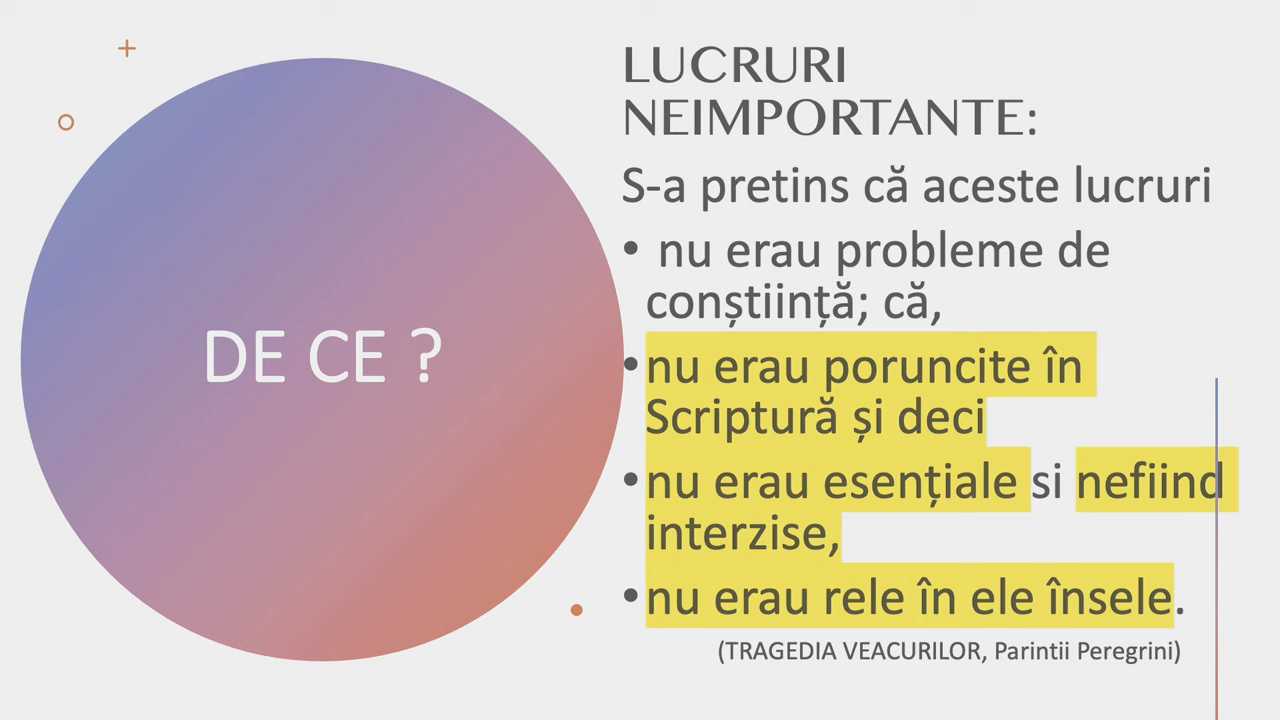 DE CE ?
LUCRURI
NEIMPORTANTE:
S-a pretins că aceste lucruri
• nu erau probleme de
conștiință; că,
• nu erau poruncite în
Scriptură și deci
• nu erau esențiale si nefiind
interzise,
• nu erau rele în ele însele.
(TRAGEDIA VEACURILOR, Parintii Peregrini)